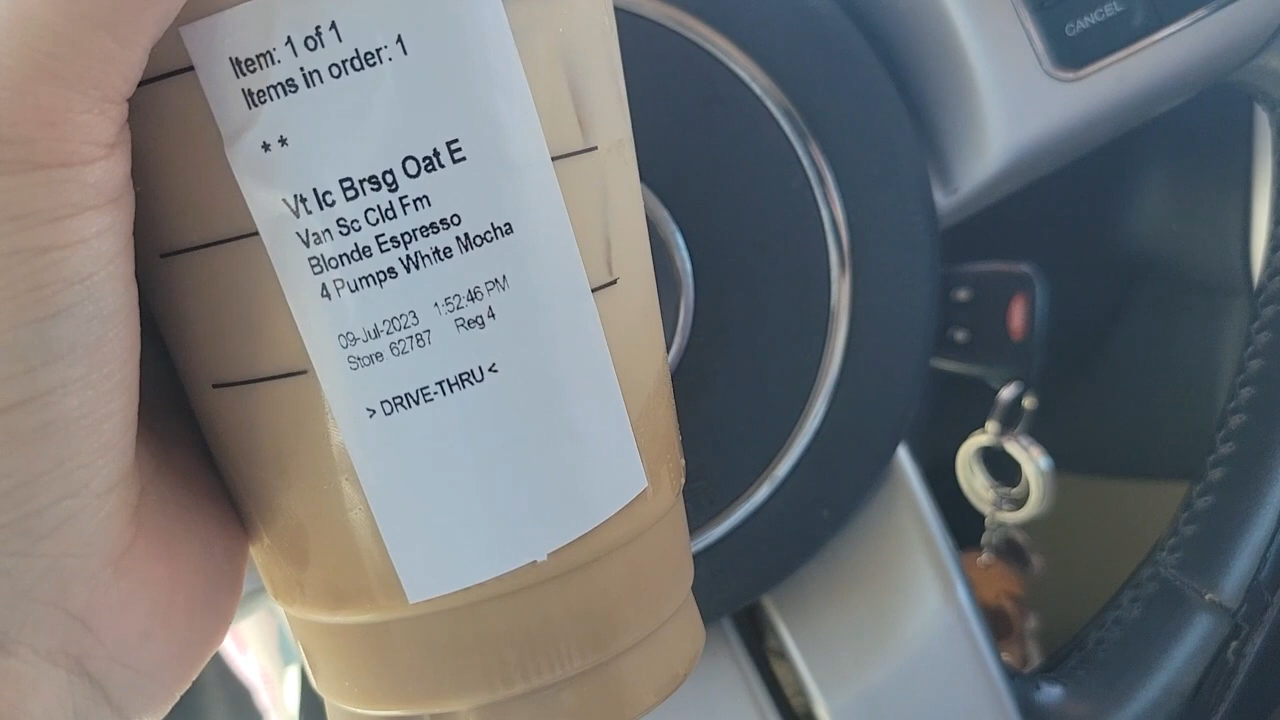 Item: 1 of 1
Items in order: 1
* *
Vt Ic Brsg Oat E
Van Sc Cld Fm
Blonde Espresso
4 Pumps White Mocha
09-Jul-2023 1:52:46 PM
Store: 62787 Reg 4
> DRIVE-THRU <
CANCEL